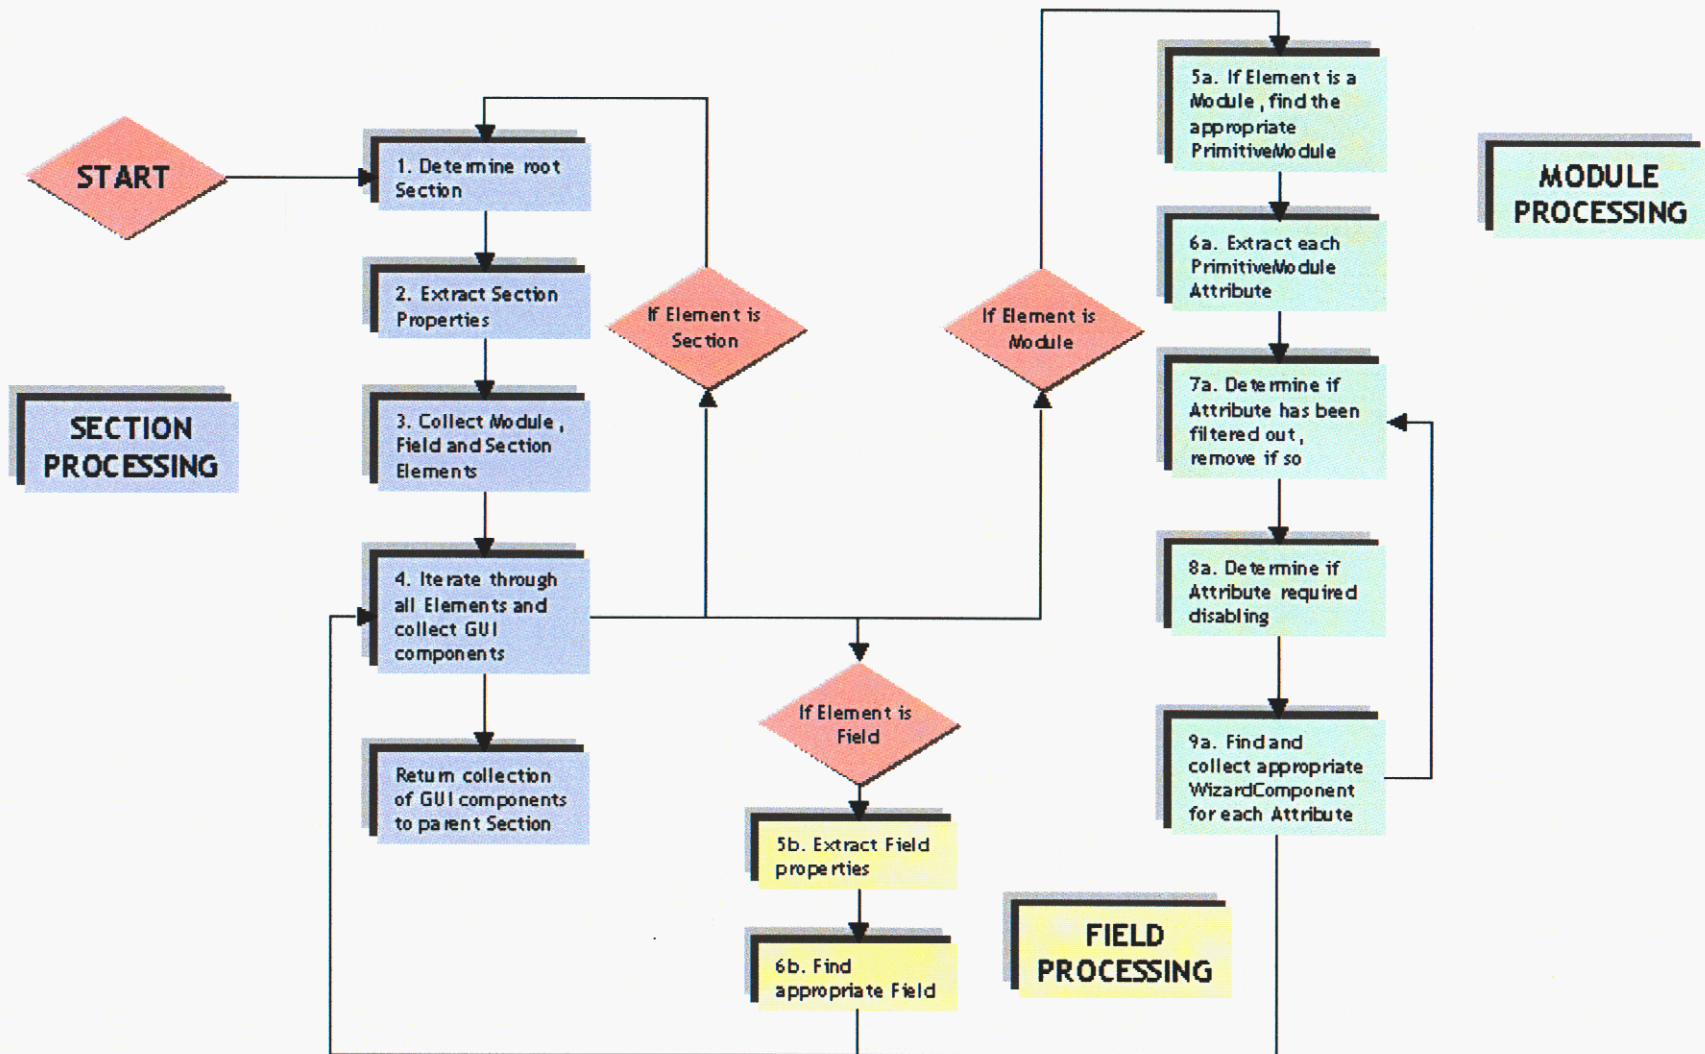 START
1. Determine root
Section
2. Extract Section
Properties
3. Collect Module,
Field and Section
Elements
4. Iterate through
all Elements and
collect GUI
components
Return collection
of GUI components
to parent Section
SECTION
PROCESSING
If Element is
Section
If Element is
Module
If Element is
Field
5b. Extract Field
properties
6b. Find
appropriate Field
FIELD
PROCESSING
5a. If Element is a
Module, find the
appropriate
PrimitiveModule
6a. Extract each
PrimitiveModule
Attribute
7a. Determine if
Attribute has been
filtered out,
remove if so
8a. Determine if
Attribute required
disabling
9a. Find and
collect appropriate
WizardComponent
for each Attribute
MODULE
PROCESSING